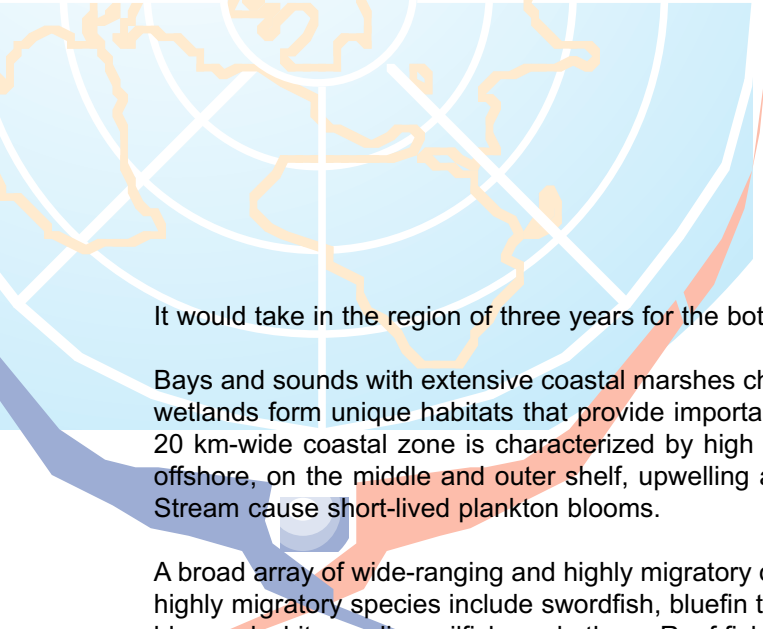 It would take in the region of three years for the bot
Bays and sounds with extensive coastal marshes ch
wetlands form unique habitats that provide importa
20 km-wide coastal zone is characterized by high
offshore, on the middle and outer shelf, upwelling a
Stream cause short-lived plankton blooms.
A broad array of wide-ranging and highly migratory o
highly migratory species include swordfish, bluefin t